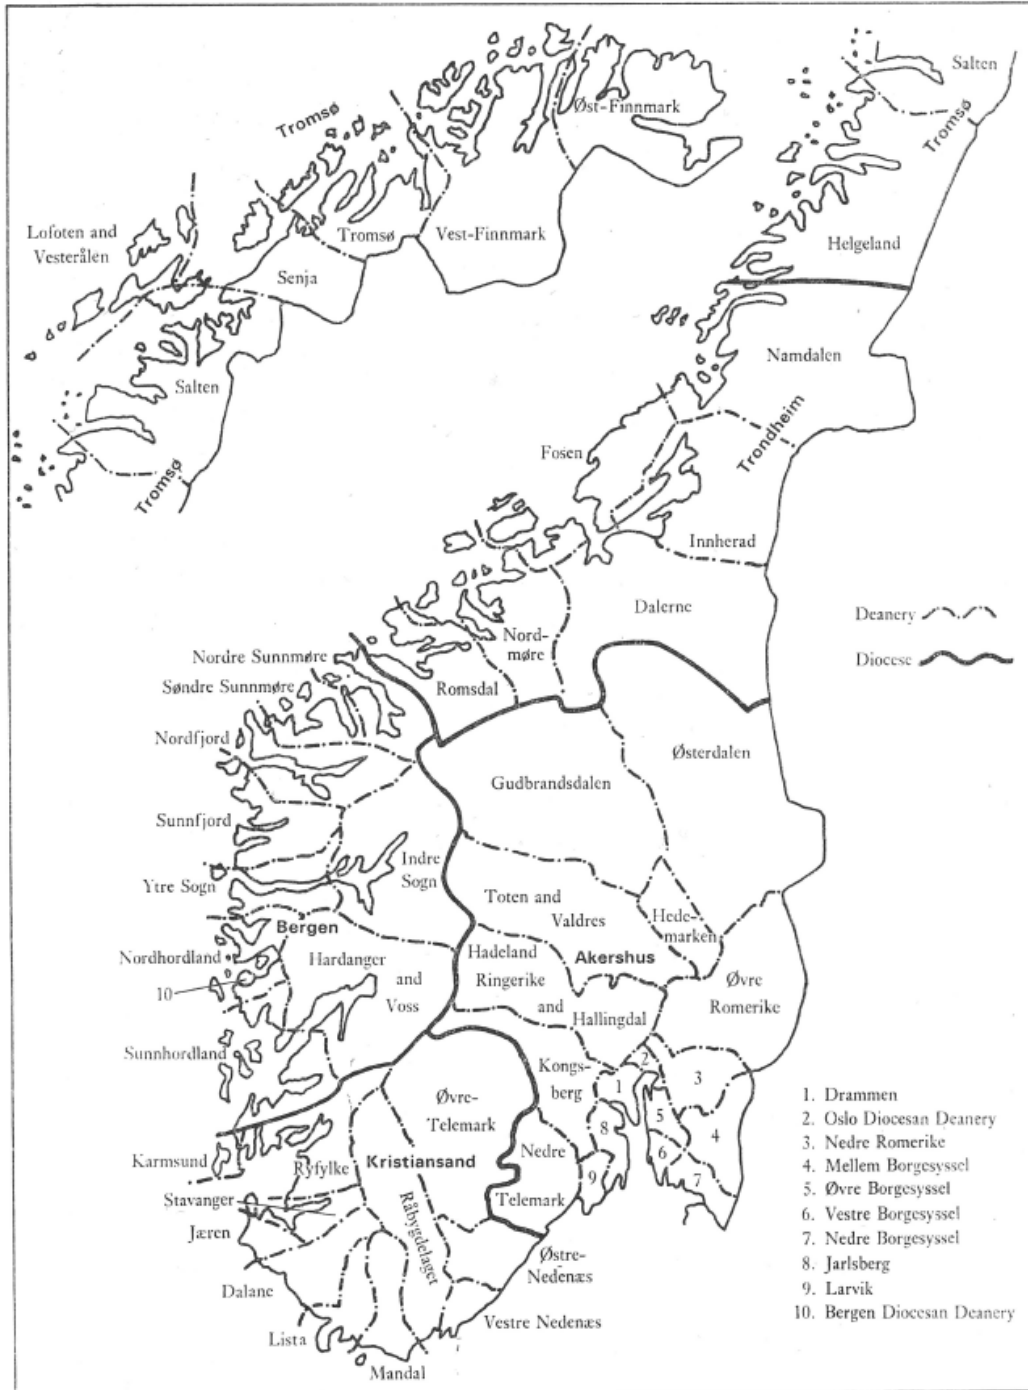 Salten
Tromsø
Øst-Finnmark
Tromsø
Lofoten and
Vesterålen
Tromsø
Vest-Finnmark
Senja
Helgeland
Namdalen
Salten
Tromsø
Trondheim
Fosen
Innherad
Dalerne
Deanery
Nord-
møre
Diocese
Nordre Sunnmøre
Romsdal
Søndre Sunnmøre
Nordfjord
Østerdalen
Gudbrandsdalen
Sunnfjord
Indre
Sogn
Ytre Sogn
Toten and
Valdres
Hede-
marken
Bergen
Nordhordland
Hardanger
and
Voss
10
Hadeland
Ringerike
and
Hallingdal
Akershus
Øvre
Romerike
Sunnhordland
Kongs-
berg
2
1
3
5
4
8
6
7
9
Øvre-
Telemark
Karmsund
Ryfylke
Kristiansand
Nedre
Telemark
Stavanger
Jæren
Råbygdelaget
Østre-
Nedenæs
Dalane
Vestre Nedenæs
Lista
Mandal
1. Drammen
2. Oslo Diocesan Deanery
3. Nedre Romerike
4. Mellem Borgesyssel
5. Øvre Borgesyssel
6. Vestre Borgesyssel
7. Nedre Borgesyssel
8. Jarlsberg
9. Larvik
10. Bergen Diocesan Deanery